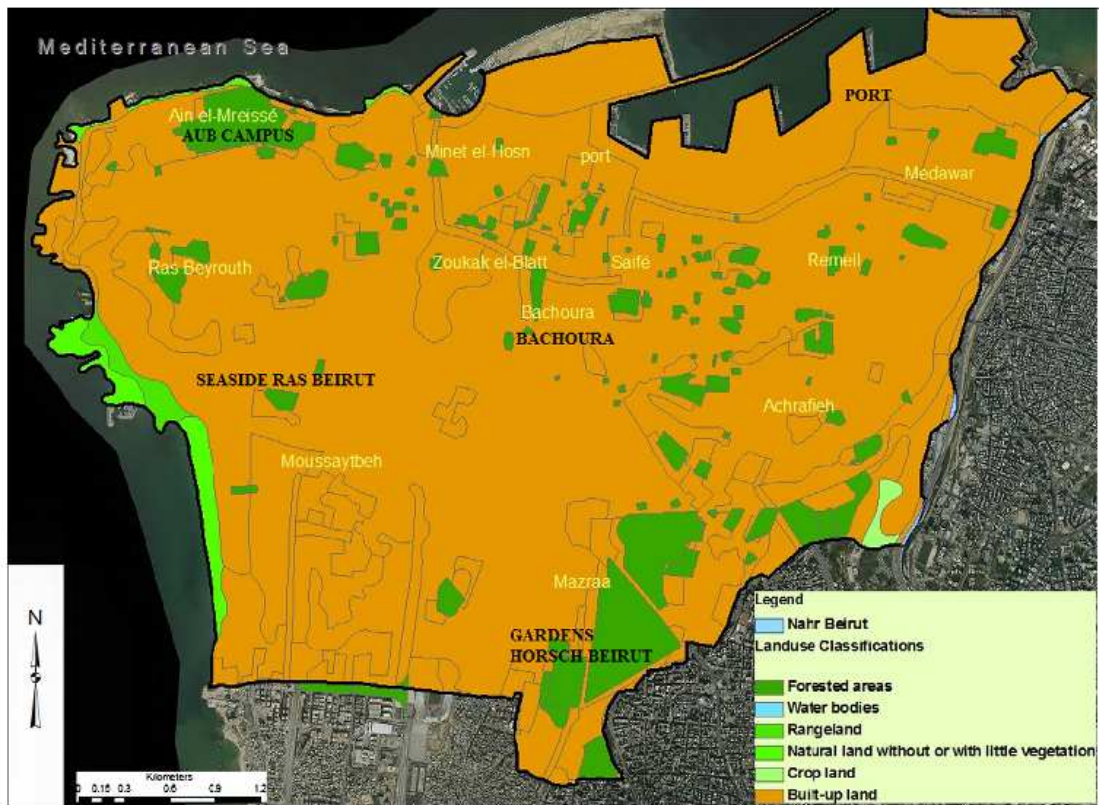 Mediterranean Sea
PORT
Ain el-Mreissé
AUB CAMPUS
Minet el-Hosn
port
Medawar
Ras Beyrouth
Zoukak el-Blatt
Saifé
Remeil
Bachoura
BACHOURA
SEASIDE RAS BEIRUT
Achrafieh
Moussaytbeh
Mazraa
GARDENS
HORSCH BEIRUT
N
Legend
Nahr Beirut
Landuse Classifications
Forested areas
Water bodies
Rangeland
Natural land without or with little vegetation
Crop land
Built-up land
Kilometers
0 0.15 0.3 0.6 0.9 1.2